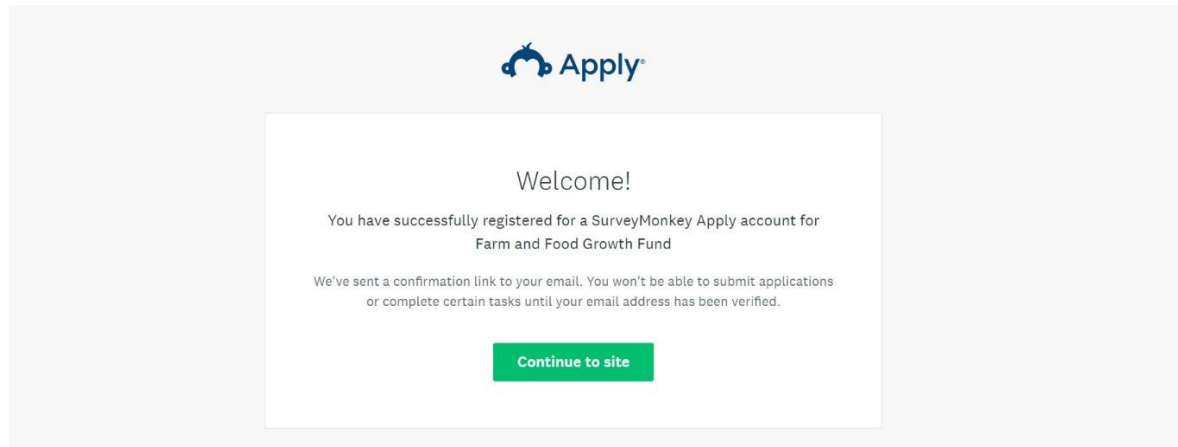 Apply®
Welcome!
You have successfully registered for a SurveyMonkey Apply account for
Farm and Food Growth Fund
We've sent a confirmation link to your email. You won't be able to submit applications
or complete certain tasks until your email address has been verified.
Continue to site